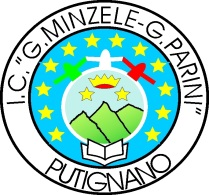 I.C. "G.MINZELE-G.PARINI"
PUTIGNANO